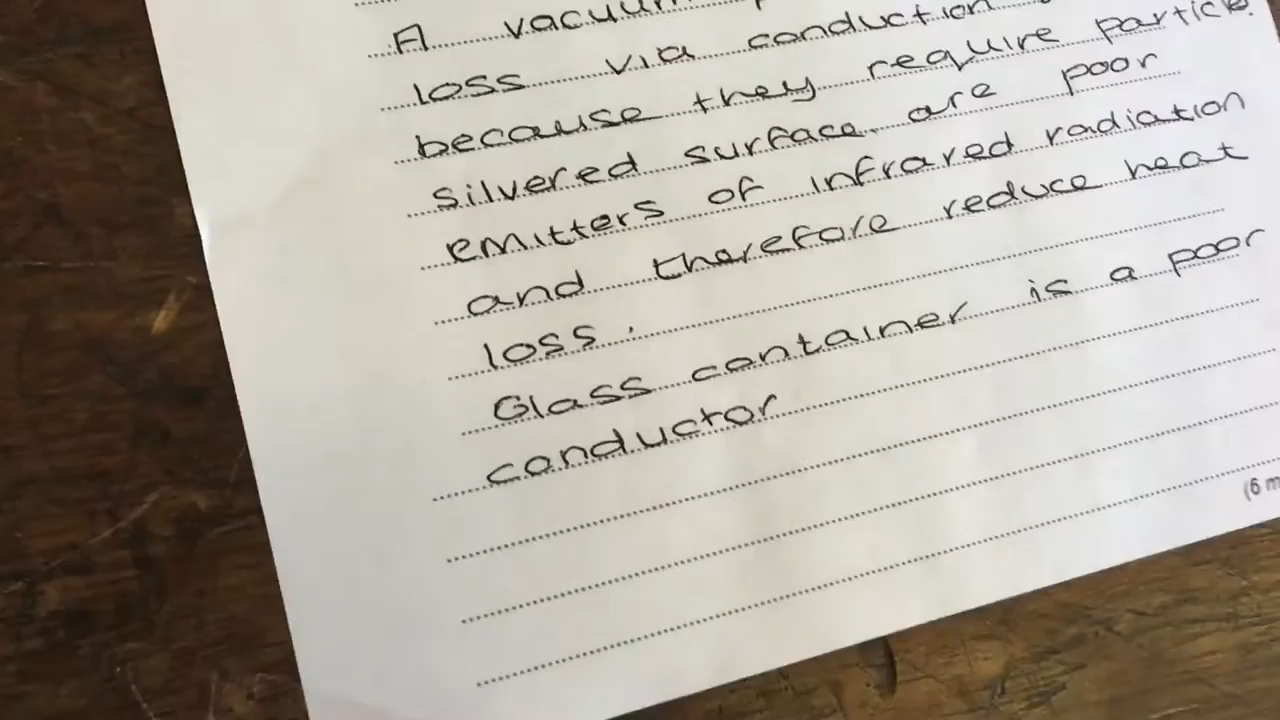 A vacuum
loss via conduction
because they require particle
silvered surface are poor
emitters of infrared radiation
and therefore reduce heat
loss.
Glass container is a poor
conductor
(6 m